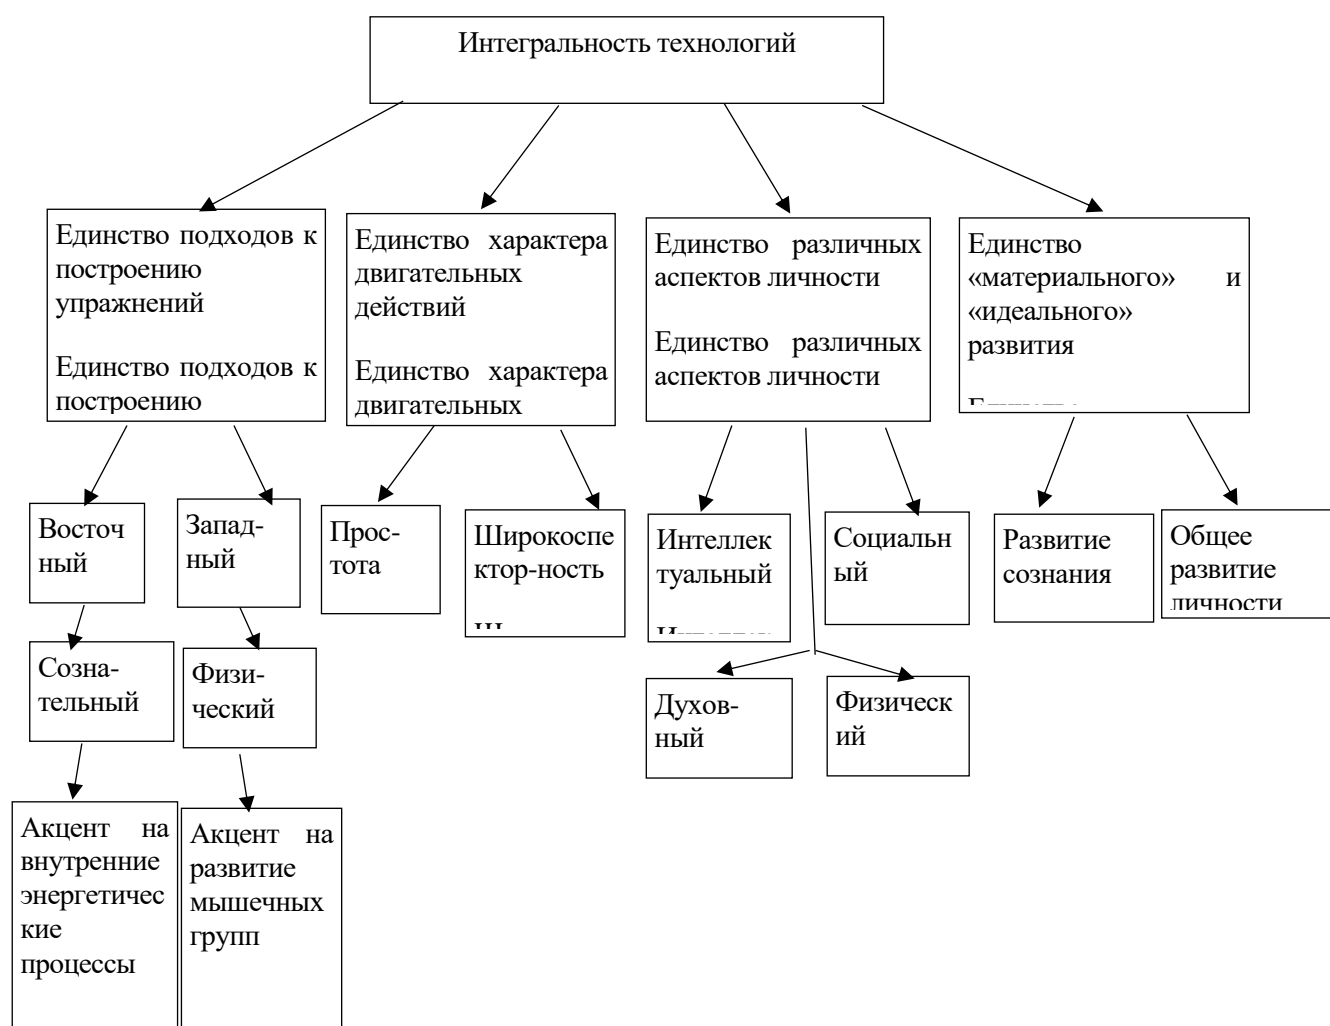 Интегральность технологий
Единство подходов к
построению
упражнений
Единство подходов к
построению
Единство характера
двигательных
действий
Единство характера
двигательных
Единство различных
аспектов личности
Единство различных
аспектов личности
Единство
«материального» и
«идеального»
развития
Восточ
ный
Запад-
ный
Прос-
тота
Широкоспе
ктор-ность
Интеллек
туальный
Социальн
ый
Развитие
сознания
Общее
развитие
личности
Созна-
тельный
Физи-
ческий
Духов-
ный
Физическ
ий
Акцент на
внутренние
энергетичес
кие
процессы
Акцент на
развитие
мышечных
групп